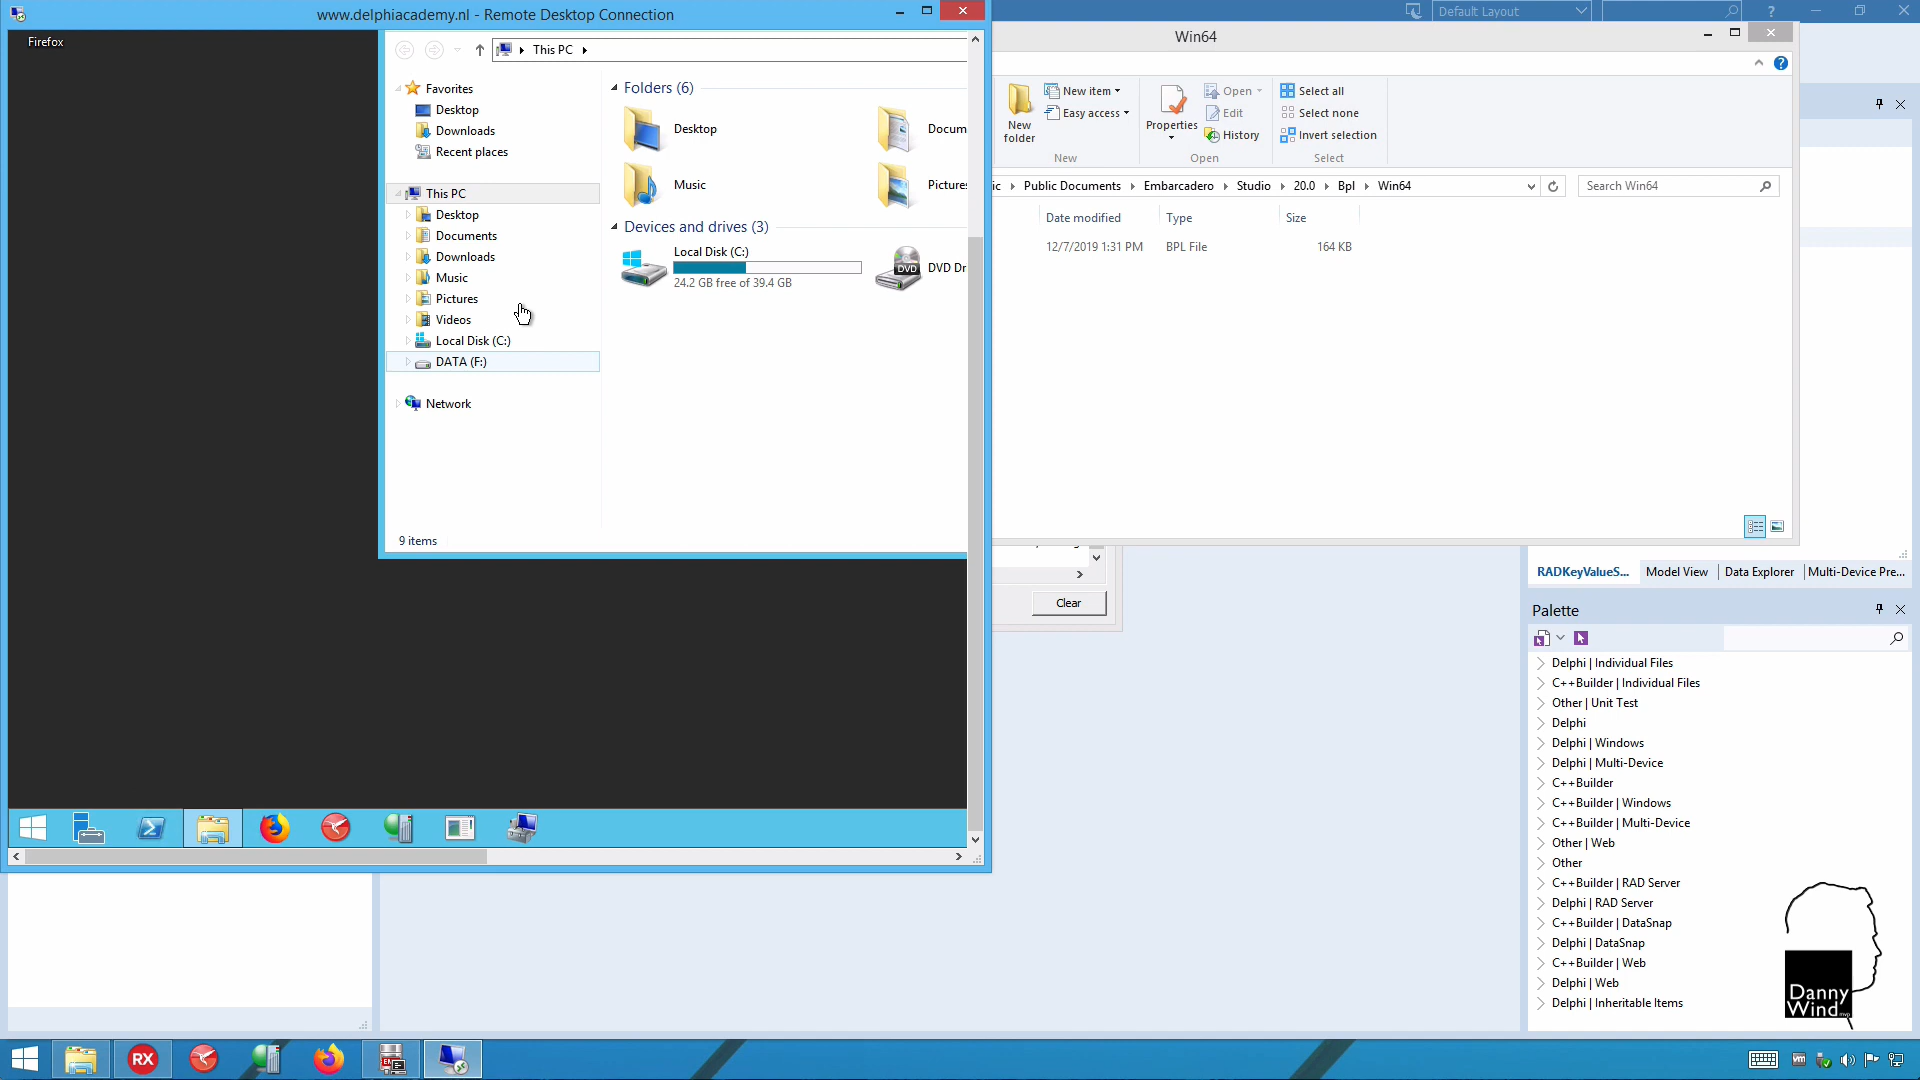 www.delphiacademy.nl - Remote Desktop Connection
Default Layout
Firefox
This PC
Win64
Favorites
Desktop
Downloads
Recent places
This PC
Desktop
Documents
Downloads
Music
Pictures
Videos
Local Disk (C:)
DATA (F:)
Network
9 items
Folders (6)
Desktop
Docum
Music
Pictures
Devices and drives (3)
Local Disk (C:)
24.2 GB free of 39.4 GB
DVD
DVD Dr
New folder
New item
Easy access
New
Properties
Open
Edit
History
Open
Select all
Select none
Invert selection
Select
ic
Public Documents
Embarcadero
Studio
20.0
Bpl
Win64
Search Win64
Date modified
Type
Size
12/7/2019 1:31 PM
BPL File
164 KB
Clear
RADKeyValueS...
Model View
Data Explorer
Multi-Device Pre...
Palette
Delphi | Individual Files
C++Builder | Individual Files
Other | Unit Test
Delphi
Delphi | Windows
Delphi | Multi-Device
C++Builder
C++Builder | Windows
C++Builder | Multi-Device
Other | Web
Other
C++Builder | RAD Server
Delphi | RAD Server
C++Builder | DataSnap
Delphi | DataSnap
C++Builder | Web
Delphi | Web
Delphi | Inheritable Items
Danny
Wind
RX